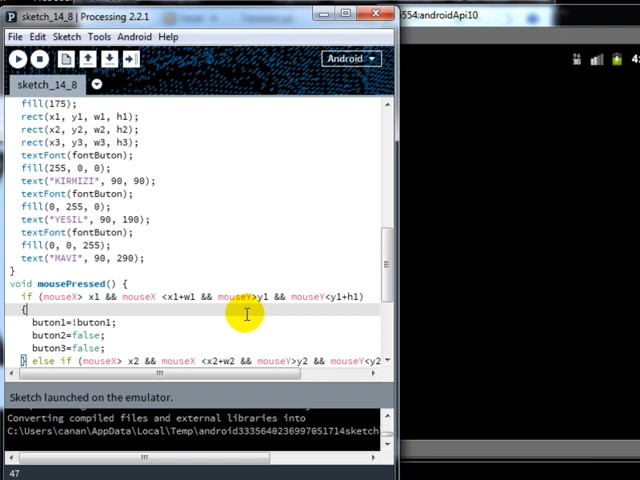 sketch_14_8 | Processing 2.2.1
554:androidApi10
File Edit Sketch Tools Android Help
Android
sketch_14_8
fill(175);
rect(x1, y1, w1, h1);
rect(x2, y2, w2, h2);
rect(x3, y3, w3, h3);
textFont(fontButon);
fill(255, 0, 0);
text("KIRMIZI", 90, 90);
textFont(fontButon);
fill(0, 255, 0);
text("YESIL", 90, 190);
textFont(fontButon);
fill(0, 0, 255);
text("MAVI", 90, 290);
}
void mousePressed() {
if (mouseX> x1 && mouseX <x1+w1 && mouseY>y1 && mouseY<y1+h1)
{
buton1=!buton1;
buton2=false;
buton3=false;
} else if (mouseX> x2 && mouseX <x2+w2 && mouseY>y2 && mouseY<y2
Sketch launched on the emulator.
Converting compiled files and external libraries into
C:\Users\canan\AppData\Local\Temp\android3335640236997051714sketch
47